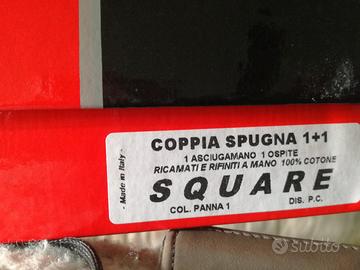 COPPIA SPUGNA 1+1
1 ASCIUGAMANO 1 OSPITE
RICAMATI E RIFINITI A MANO 100% COTONE
SQUARE
COL. PANNA 1 DIS. P.C.
- Made in Italy -
subito